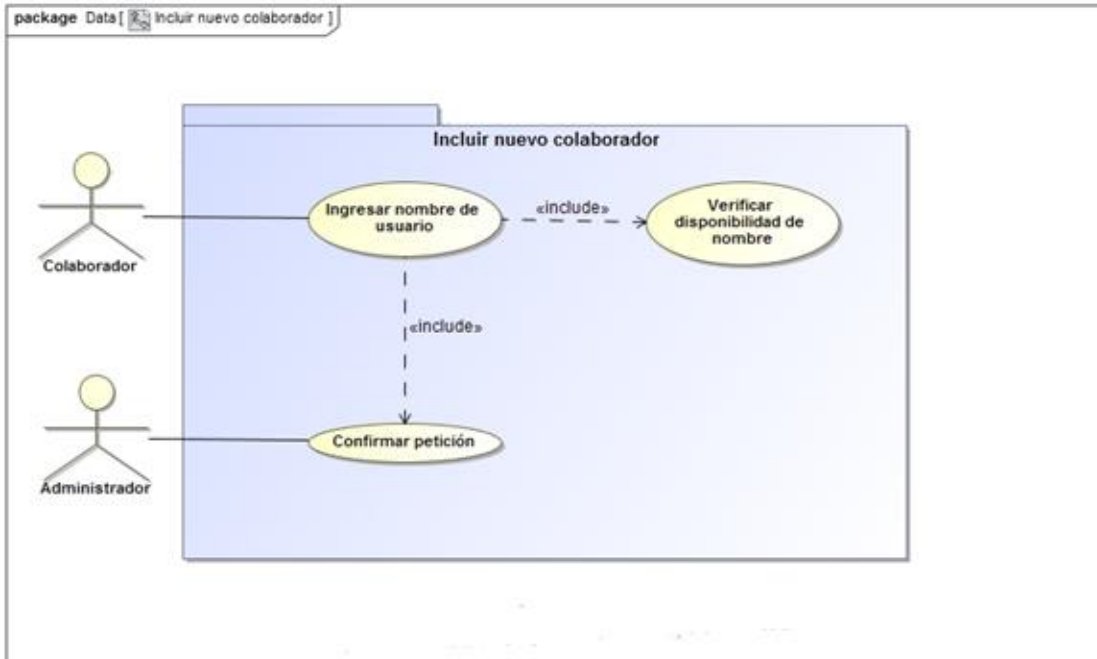 package Data [ Incluir nuevo colaborador ]
Incluir nuevo colaborador
Ingresar nombre de
usuario
«include»
Verificar
disponibilidad de
nombre
Colaborador
«include»
Confirmar petición
Administrador